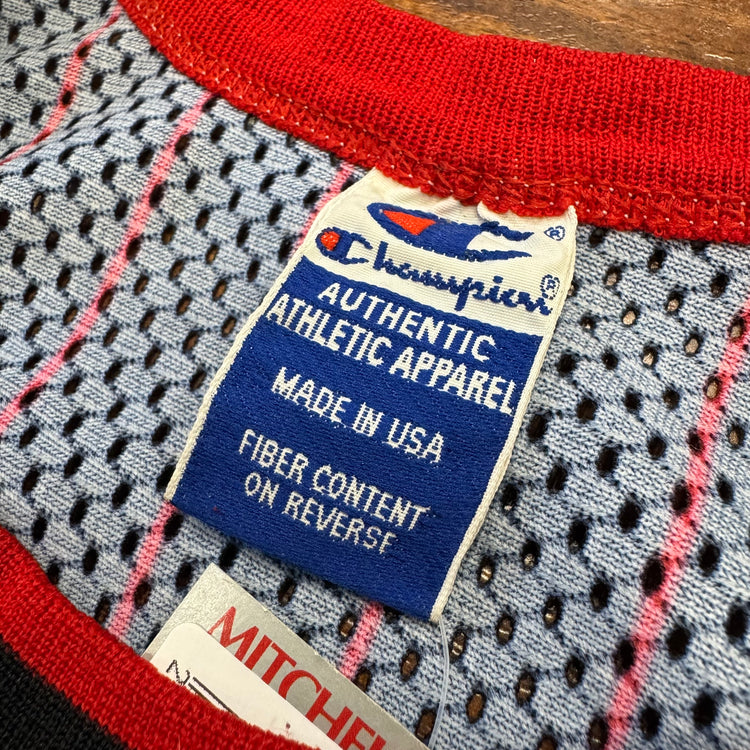 ®
Champion®
AUTHENTIC
ATHLETIC APPAREL
MADE IN USA
FIBER CONTENT
ON REVERSE
MITCHEL